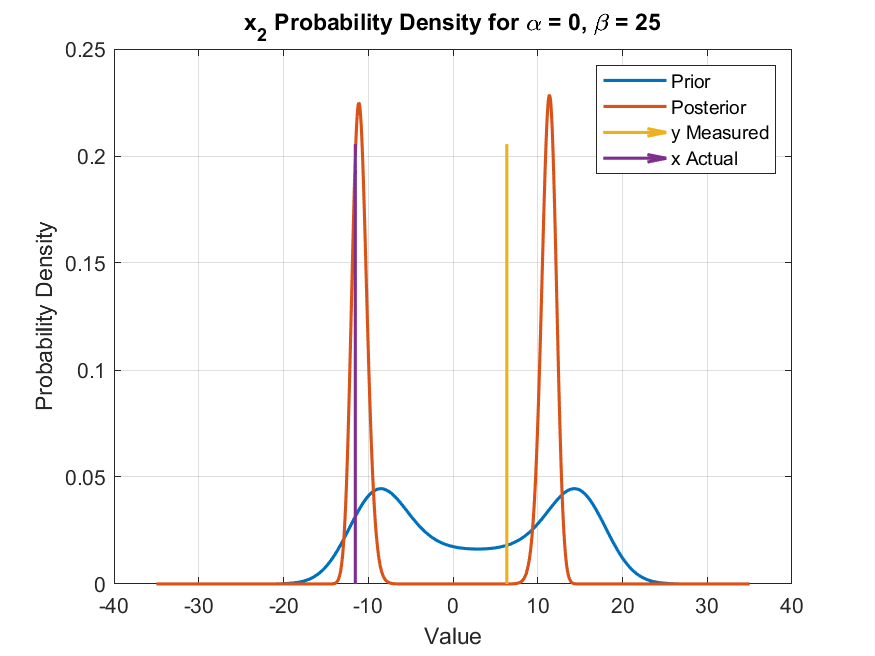 x₂ Probability Density for α = 0, β = 25
0.25
0.2
0.15
0.1
0.05
0
Probability Density
Prior
Posterior
y Measured
x Actual
-40 -30 -20 -10 0 10 20 30 40
Value